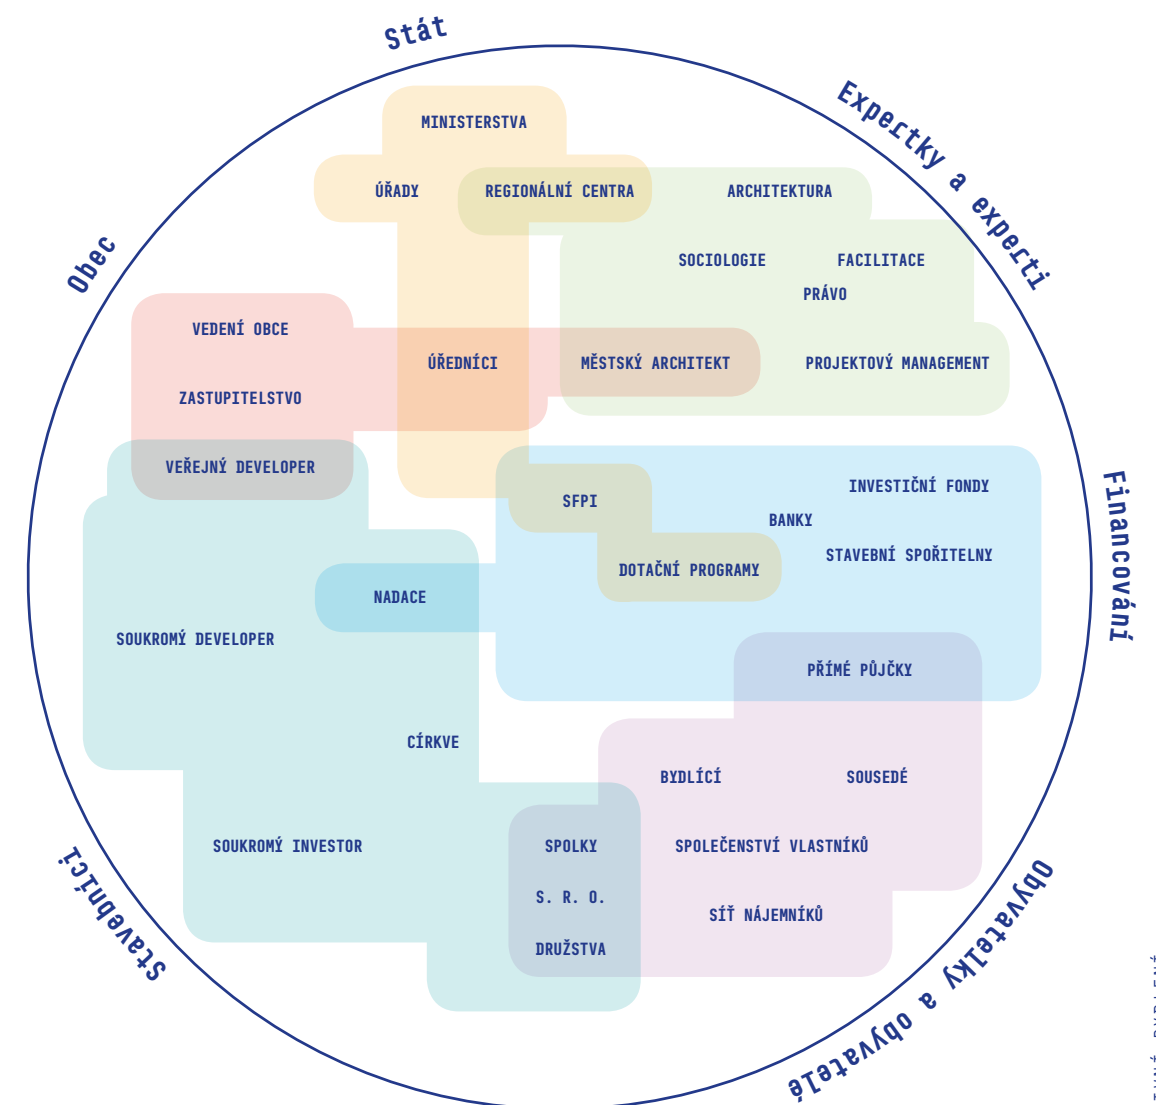 Stát
Expertky a experti
Obec
MINISTERSTVA
ÚŘADY
REGIONÁLNÍ CENTRA
ARCHITEKTURA
SOCIOLOGIE
FACILITACE
PRÁVO
VEDENÍ OBCE
ÚŘEDNÍCI
MĚSTSKÝ ARCHITEKT
PROJEKTOVÝ MANAGEMENT
ZASTUPITELSTVO
VEŘEJNÝ DEVELOPER
Financování
INVESTIČNÍ FONDY
SFPI
BANKY
STAVEBNÍ SPOŘITELNY
DOTAČNÍ PROGRAMY
NADACE
SOUKROMÝ DEVELOPER
PŘÍMÉ PŮJČKY
CÍRKVE
BYDLÍCÍ
SOUSEDÉ
SOUKROMÝ INVESTOR
SPOLKY
SPOLEČENSTVÍ VLASTNÍKŮ
S. R. O.
SÍŤ NÁJEMNÍKŮ
DRUŽSTVA
Stavebníci
Obyvatelky a obyvatelé